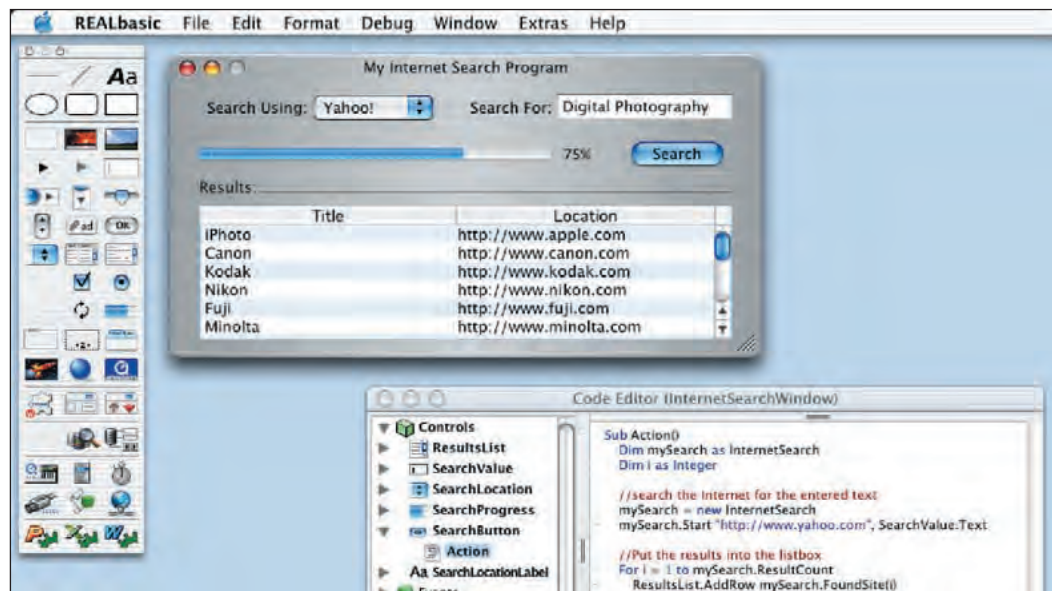 REALbasic File Edit Format Debug Window Extras Help
Aa
ad OK
P X W
My Internet Search Program
Search Using: Yahoo! Search For: Digital Photography
75% Search
Results
Title Location
iPhoto http://www.apple.com
Canon http://www.canon.com
Kodak http://www.kodak.com
Nikon http://www.nikon.com
Fuji http://www.fuji.com
Minolta http://www.minolta.com
Code Editor (InternetSearchWindow)
Controls
ResultsList
SearchValue
SearchLocation
SearchProgress
SearchButton
Action
Aa SearchLocationLabel
Sub Action()
Dim mySearch as InternetSearch
Dim i as Integer
//search the Internet for the entered text
mySearch = new InternetSearch
mySearch.Start "http://www.yahoo.com", SearchValue.Text
//Put the results into the listbox
For i = 1 to mySearch.ResultCount
ResultsList.AddRow mySearch.FoundSite(i)